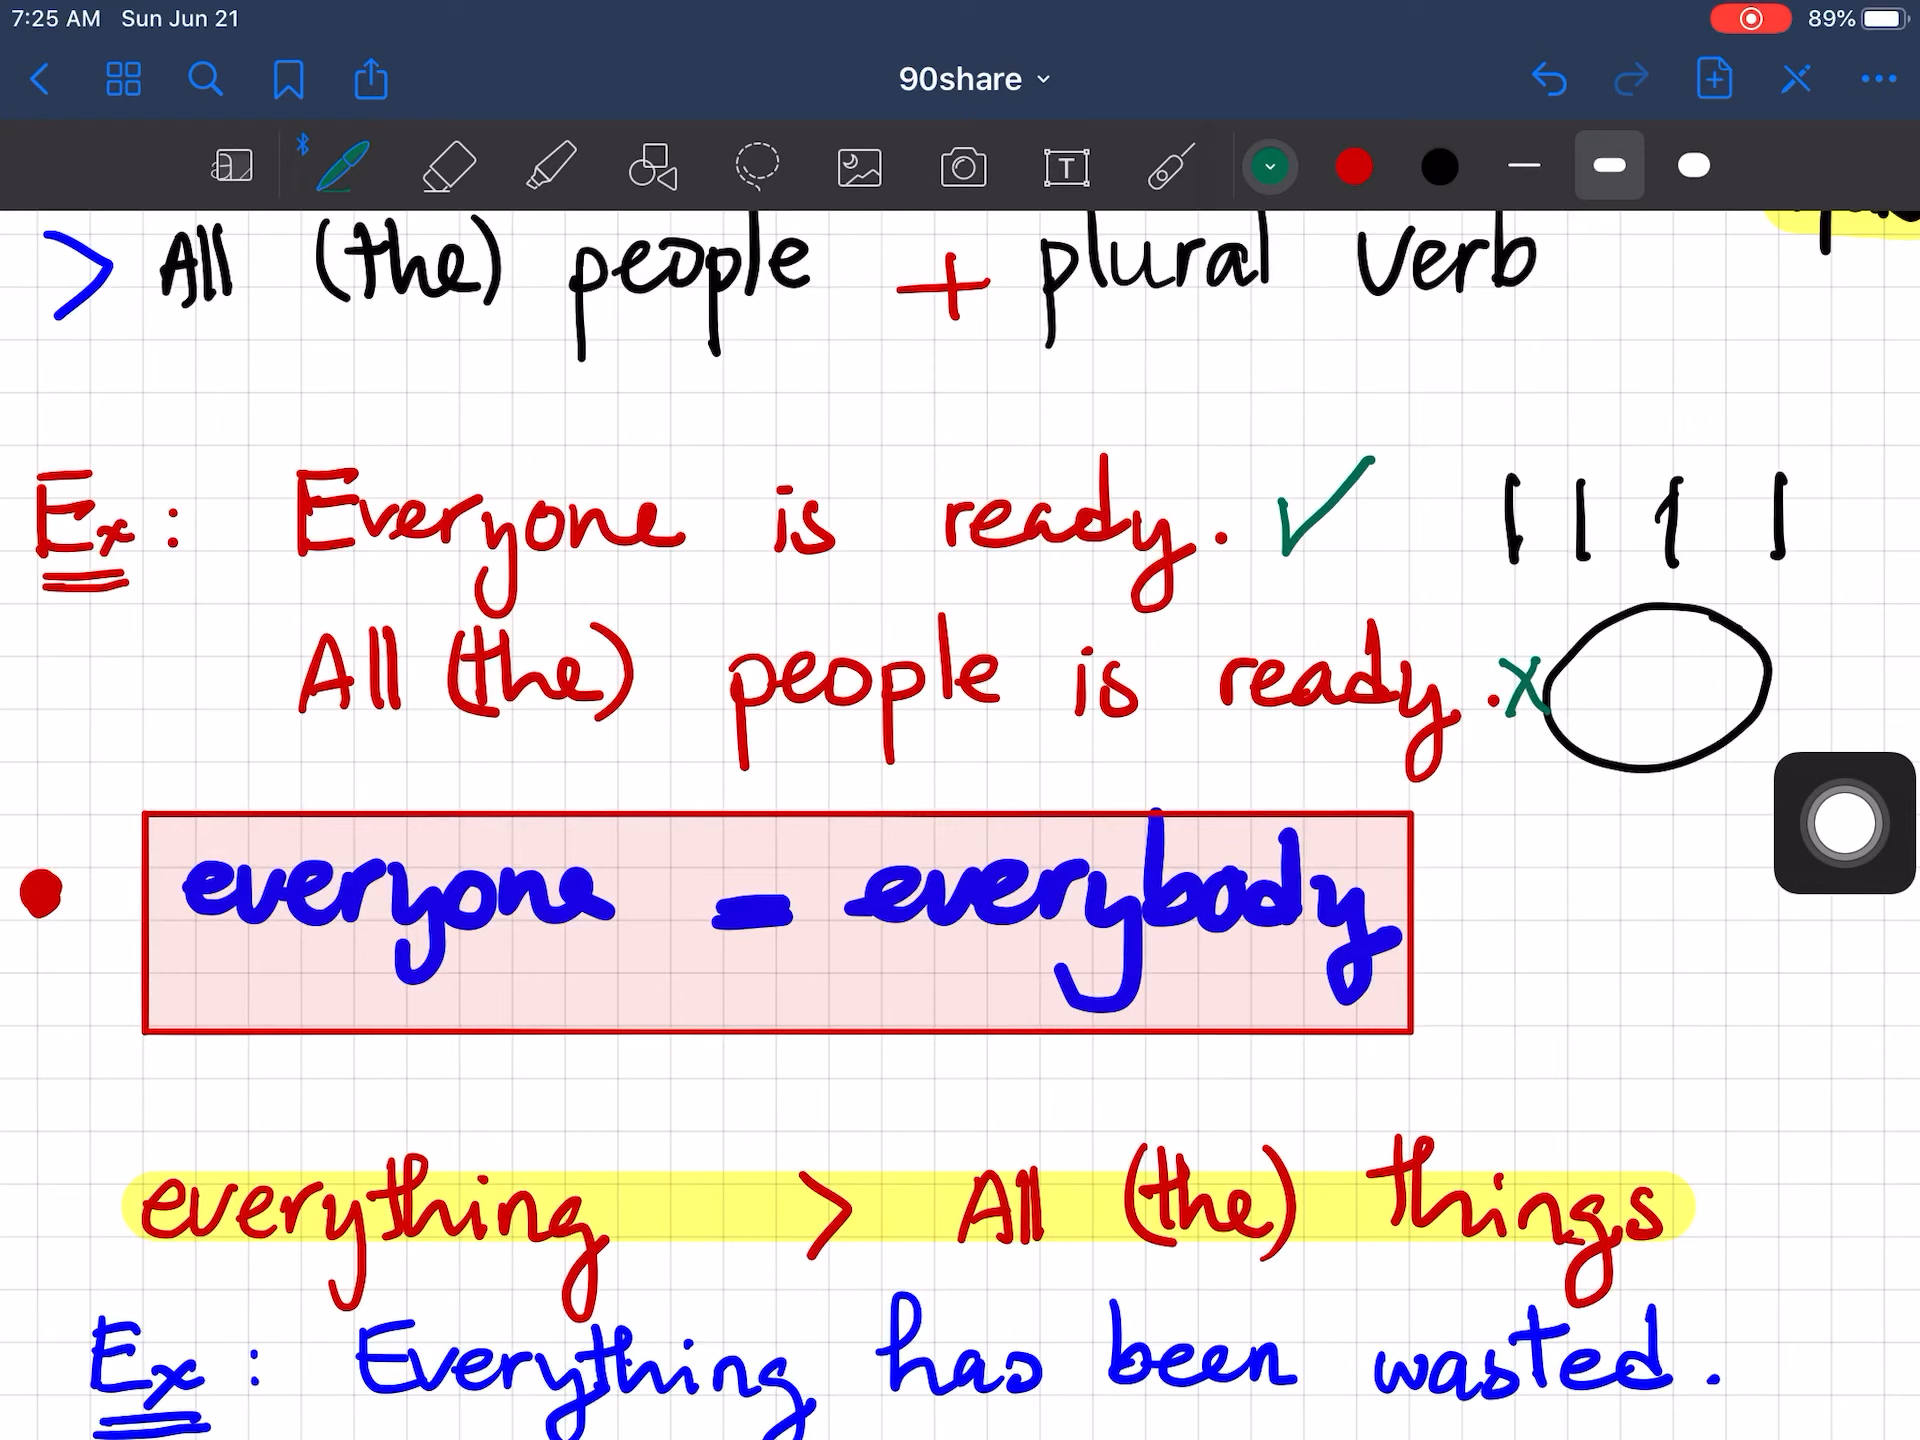 7:25 AM Sun Jun 21
89%
90share
> All (the) people + plural verb
Ex : Everyone is ready. ✓
All (the) people is ready. x
everyone = everybody
everything > All (the) things
Ex : Everything has been wasted.